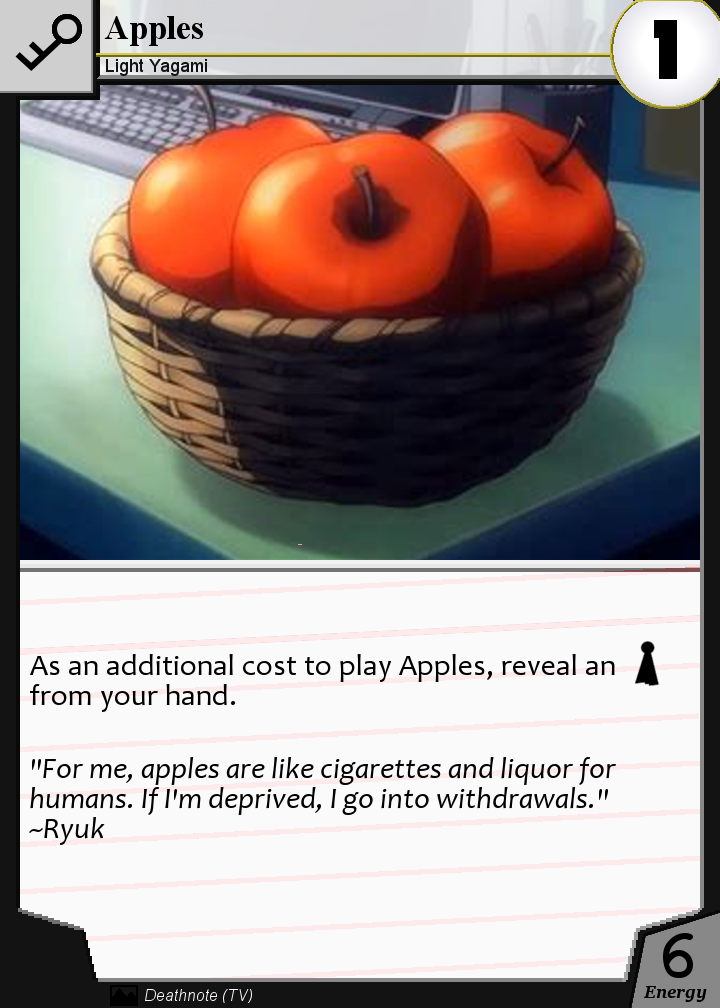 Apples
1
Light Yagami
As an additional cost to play Apples, reveal an
from your hand.
"For me, apples are like cigarettes and liquor for
humans. If I'm deprived, I go into withdrawals."
~Ryuk
6
Energy
Deathnote (TV)